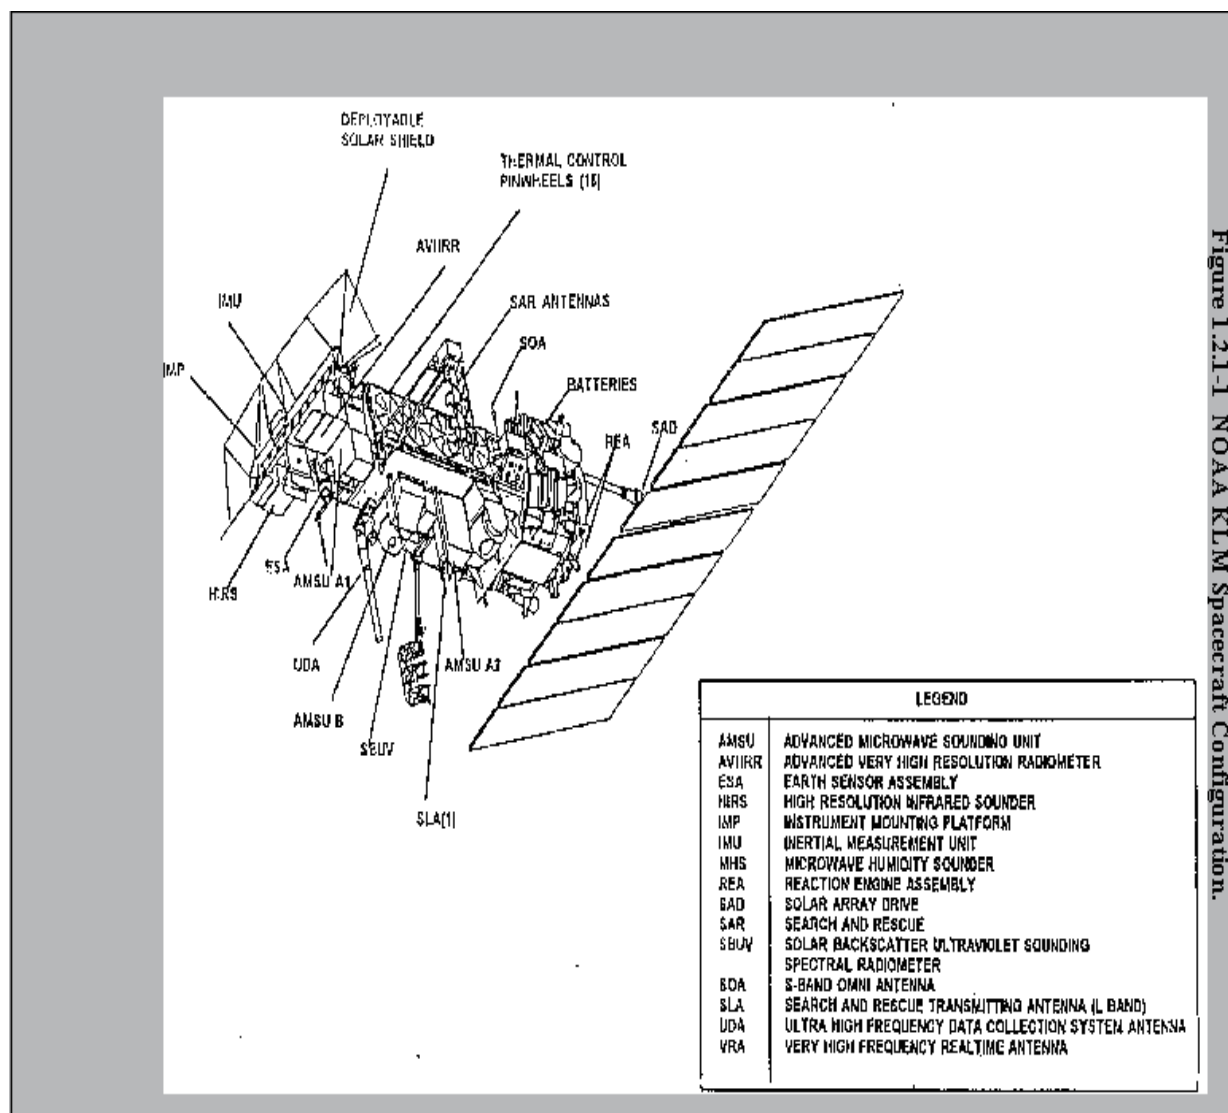 DEPLOYABLE
SOLAR SHIELD
THERMAL CONTROL
PINWHEELS (16)
AVHRR
IMU
SAR ANTENNAS
SOA
IMP
BATTERIES
REA
SAD
ESA
AMSU A1
HIRS
UDA
AMSU A2
AMSU B
SBUV
SLA(1)
LEGEND
AMSU ADVANCED MICROWAVE SOUNDING UNIT
AVHRR ADVANCED VERY HIGH RESOLUTION RADIOMETER
ESA EARTH SENSOR ASSEMBLY
HIRS HIGH RESOLUTION INFRARED SOUNDER
IMP INSTRUMENT MOUNTING PLATFORM
IMU INERTIAL MEASUREMENT UNIT
MHS MICROWAVE HUMIDITY SOUNDER
REA REACTION ENGINE ASSEMBLY
SAD SOLAR ARRAY DRIVE
SAR SEARCH AND RESCUE
SBUV SOLAR BACKSCATTER ULTRAVIOLET SOUNDING
SPECTRAL RADIOMETER
SOA S-BAND OMNI ANTENNA
SLA SEARCH AND RESCUE TRANSMITTING ANTENNA (L BAND)
UDA ULTRA HIGH FREQUENCY DATA COLLECTION SYSTEM ANTENNA
VRA VERY HIGH FREQUENCY REALTIME ANTENNA
Figure 1.2.1-1 NOAA KLM Spacecraft Configuration.